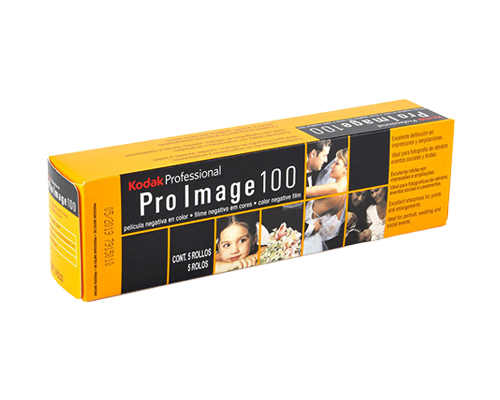 Kodak Professional
Pro Image 100
película negativa en color • filme negativo em cores • color negative film
CONT. 5 ROLLOS
5 ROLOS
05/2019
Excelente definición en
impresiones y ampliaciones.
Ideal para fotografía de retratos
eventos sociales y bodas.
Excelente nitidez em
impressões e ampliações.
Ideal para fotografias de retratos
eventos sociais e casamentos.
Excellent sharpness for prints
and enlargements.
Ideal for portrait, wedding and
social events.
Pro Image 100